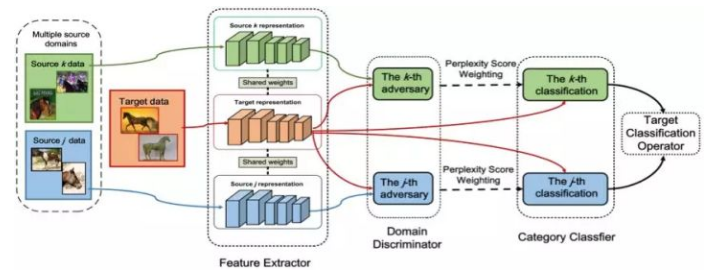 Multiple source
domains
Source k data
Target data
Source j data
Source k representation
Shared weights
Target representation
Shared weights
Source j representation
Feature Extractor
The k-th
adversary
The j-th
adversary
Domain
Discriminator
Perplexity Score
Weighting
Perplexity Score
Weighting
The k-th
classification
The j-th
classification
Category Classfier
Target
Classification
Operator